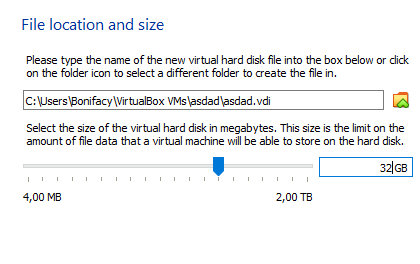 File location and size
Please type the name of the new virtual hard disk file into the box below or click
on the folder icon to select a different folder to create the file in.
C:\Users\Bonifacy\VirtualBox VMs\asdad\asdad.vdi
Select the size of the virtual hard disk in megabytes. This size is the limit on the
amount of file data that a virtual machine will be able to store on the hard disk.
32 GB
4,00 MB 2,00 TB